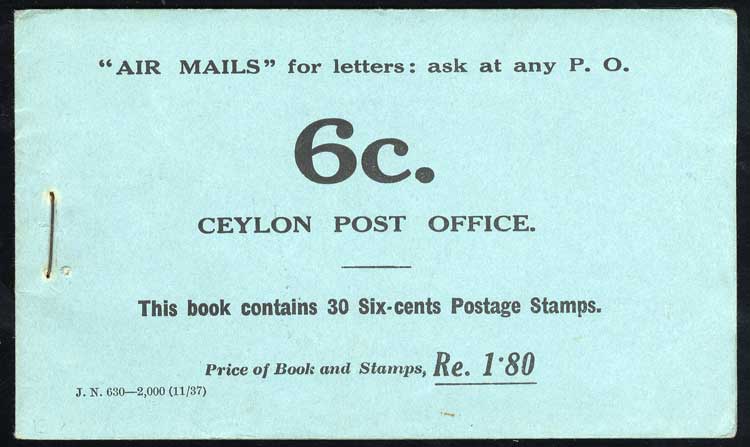 “AIR MAILS” for letters: ask at any P. O.
6c.
CEYLON POST OFFICE.
This book contains 30 Six-cents Postage Stamps.
Price of Book and Stamps, Re. 1·80
J. N. 630—2,000 (11/37)